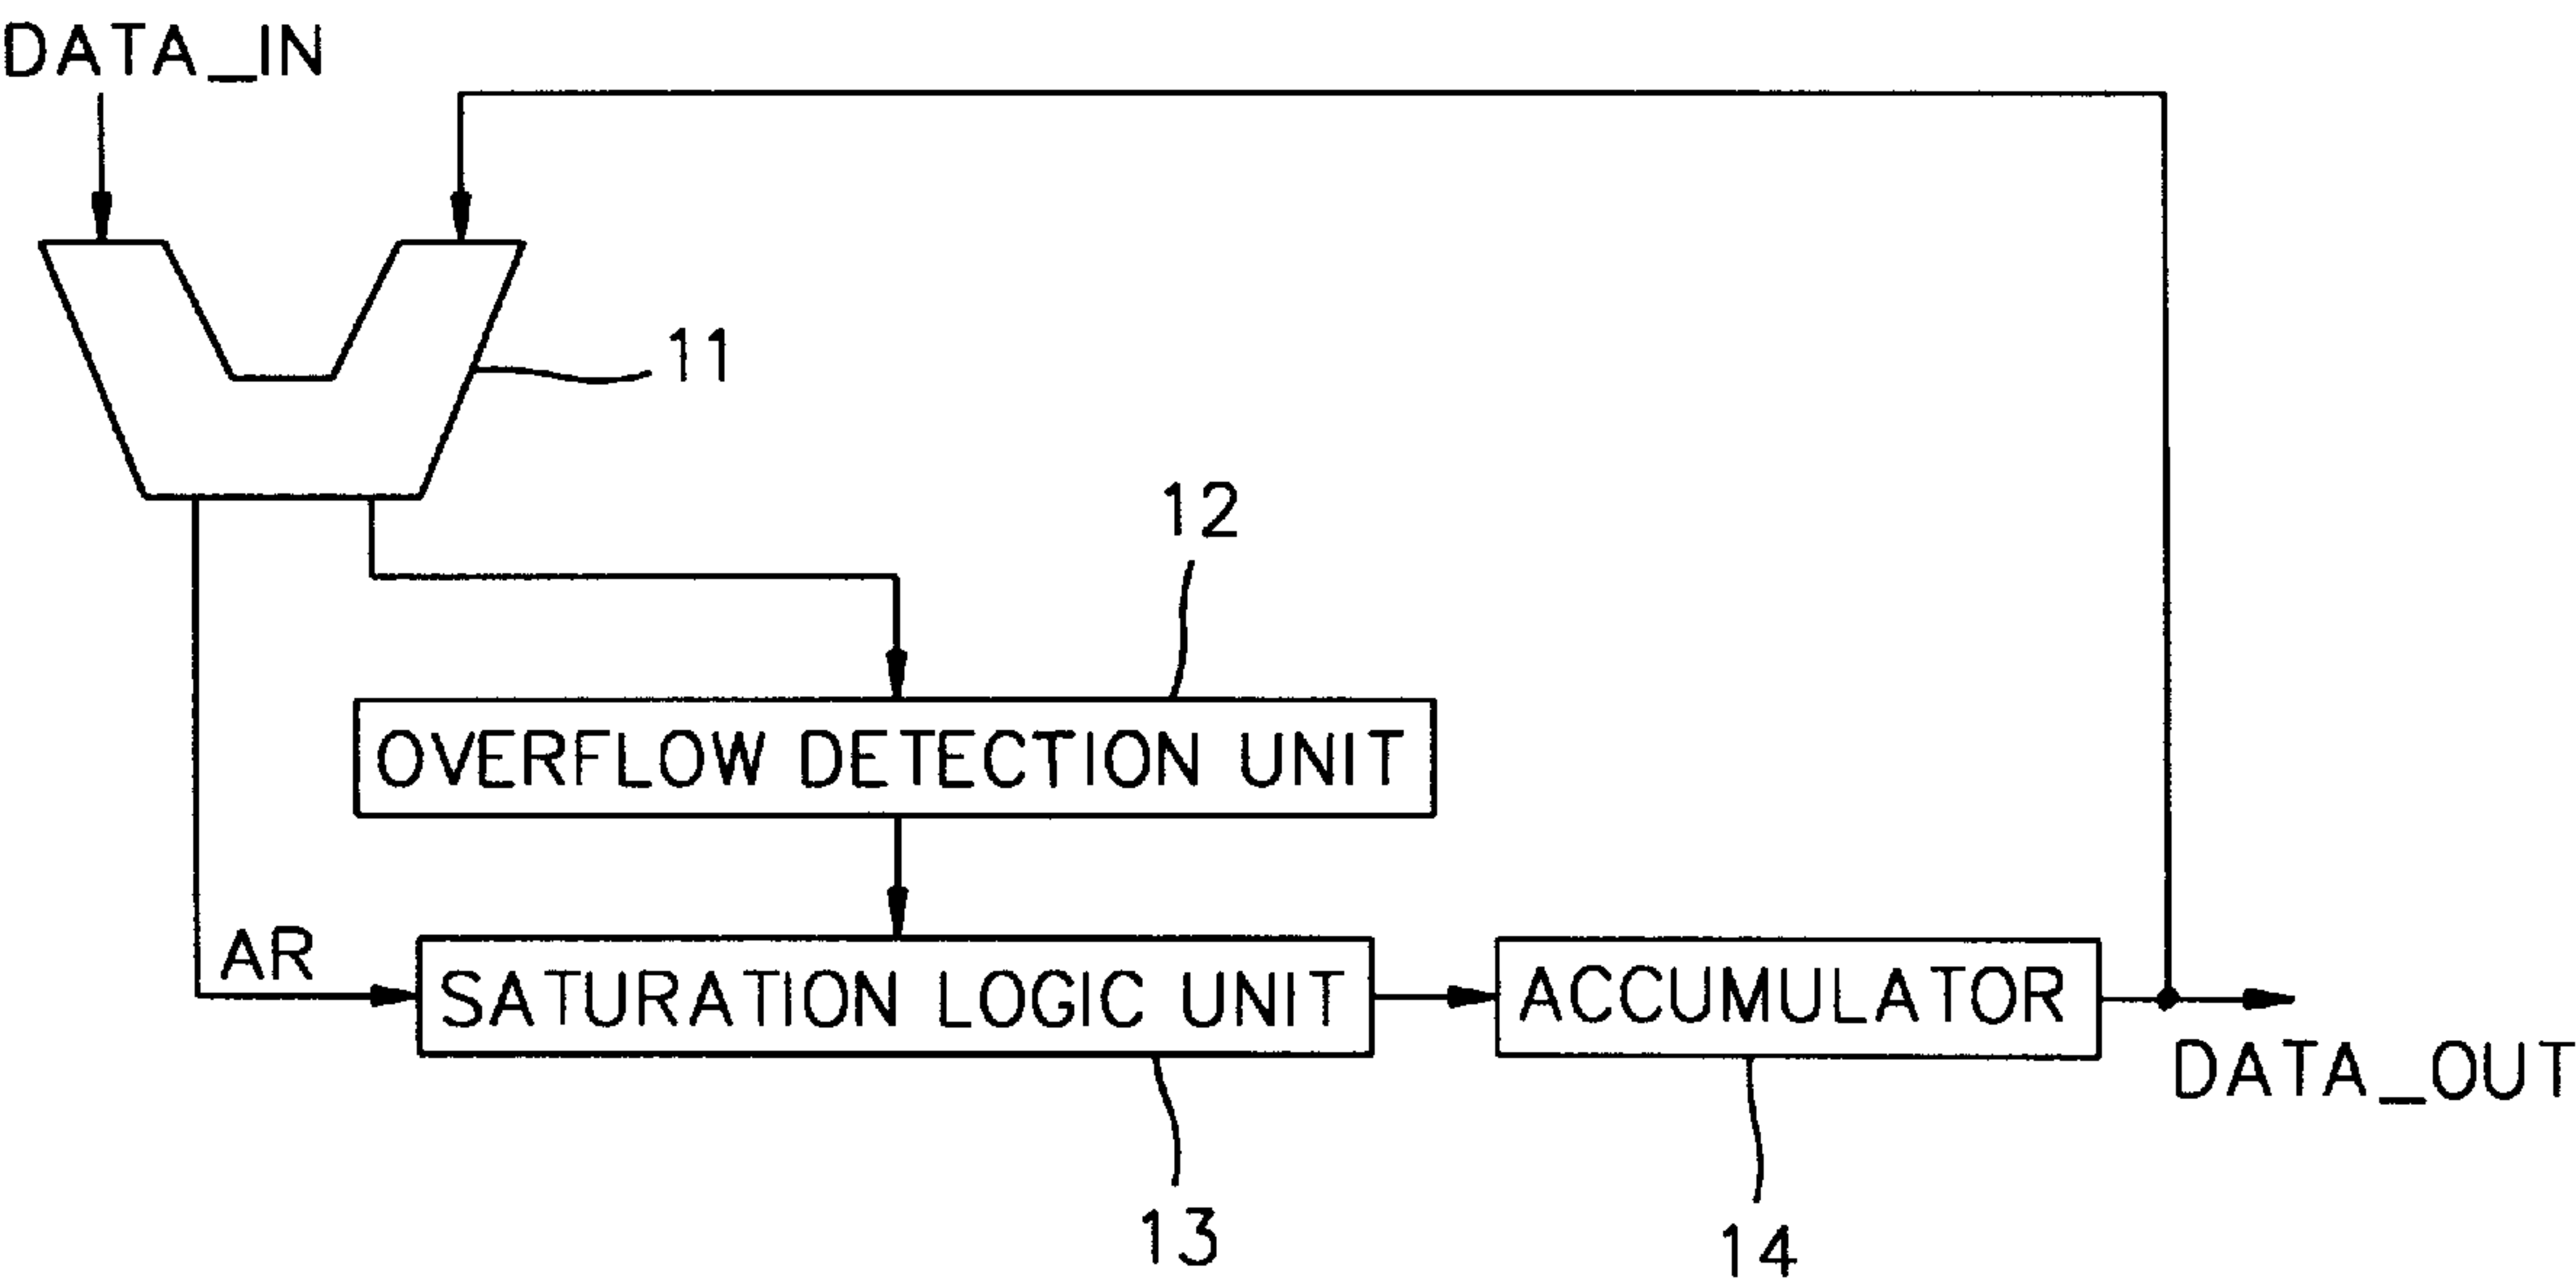 DATA_IN
11
12
OVERFLOW DETECTION UNIT
AR
SATURATION LOGIC UNIT
ACCUMULATOR
DATA_OUT
13
14